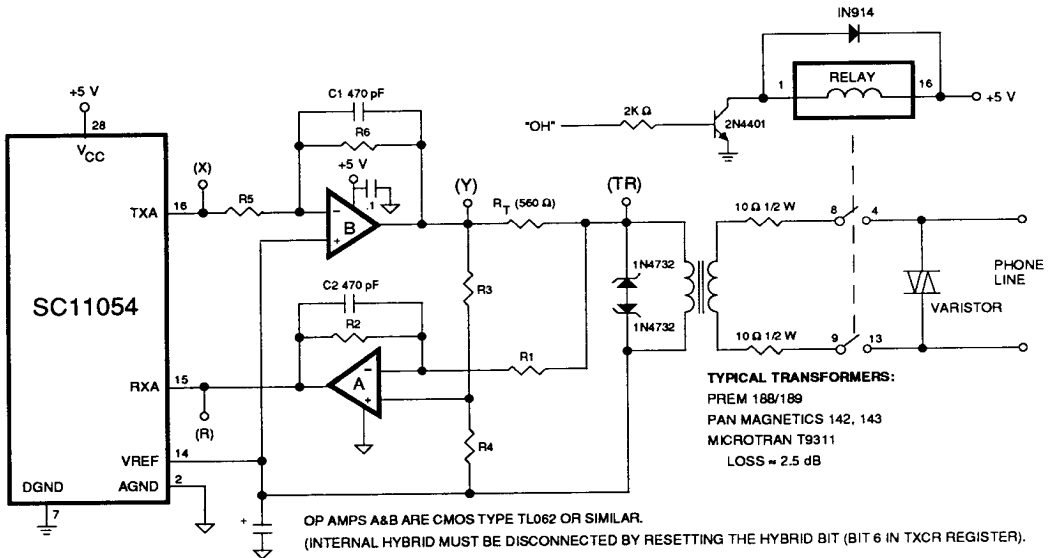 IN914
RELAY
1
16
+5 V
"OH"
2K Ω
2N4401
+5 V
28
VCC
C1 470 pF
R6
+5 V
.1
(X)
TXA
16
R5
−
B
+
(Y)
RT (560 Ω)
(TR)
10 Ω 1/2 W
8
4
1N4732
1N4732
R3
PHONE
LINE
VARISTOR
SC11054
C2 470 pF
R2
R1
10 Ω 1/2 W
9
13
RXA
15
A
−
+
(R)
R4
VREF
14
AGND
2
DGND
7
+
TYPICAL TRANSFORMERS:
PREM 188/189
PAN MAGNETICS 142, 143
MICROTRAN T9311
LOSS ≈ 2.5 dB
OP AMPS A&B ARE CMOS TYPE TL062 OR SIMILAR.
(INTERNAL HYBRID MUST BE DISCONNECTED BY RESETTING THE HYBRID BIT (BIT 6 IN TXCR REGISTER).